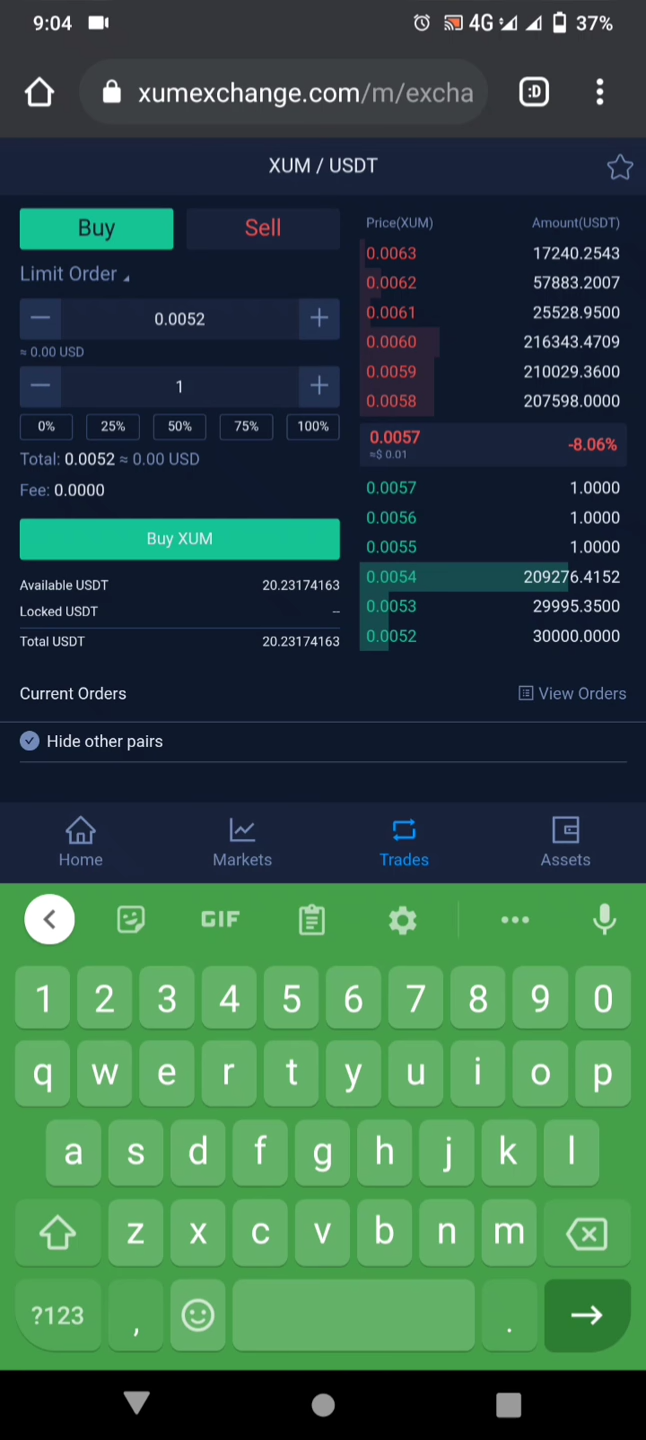 9:04
4G 37%
xumexchange.com/m/excha
:D
XUM / USDT
Buy
Sell
Limit Order
0.0052
≈ 0.00 USD
1
0% 25% 50% 75% 100%
Total: 0.0052 ≈ 0.00 USD
Fee: 0.0000
Buy XUM
Available USDT 20.23174163
Locked USDT --
Total USDT 20.23174163
Price(XUM) Amount(USDT)
0.0063 17240.2543
0.0062 57883.2007
0.0061 25528.9500
0.0060 216343.4709
0.0059 210029.3600
0.0058 207598.0000
0.0057 -8.06%
≈$ 0.01
0.0057 1.0000
0.0056 1.0000
0.0055 1.0000
0.0054 209276.4152
0.0053 29995.3500
0.0052 30000.0000
Current Orders View Orders
Hide other pairs
Home Markets Trades Assets
GIF
1 2 3 4 5 6 7 8 9 0
q w e r t y u i o p
a s d f g h j k l
z x c v b n m
?123 , .